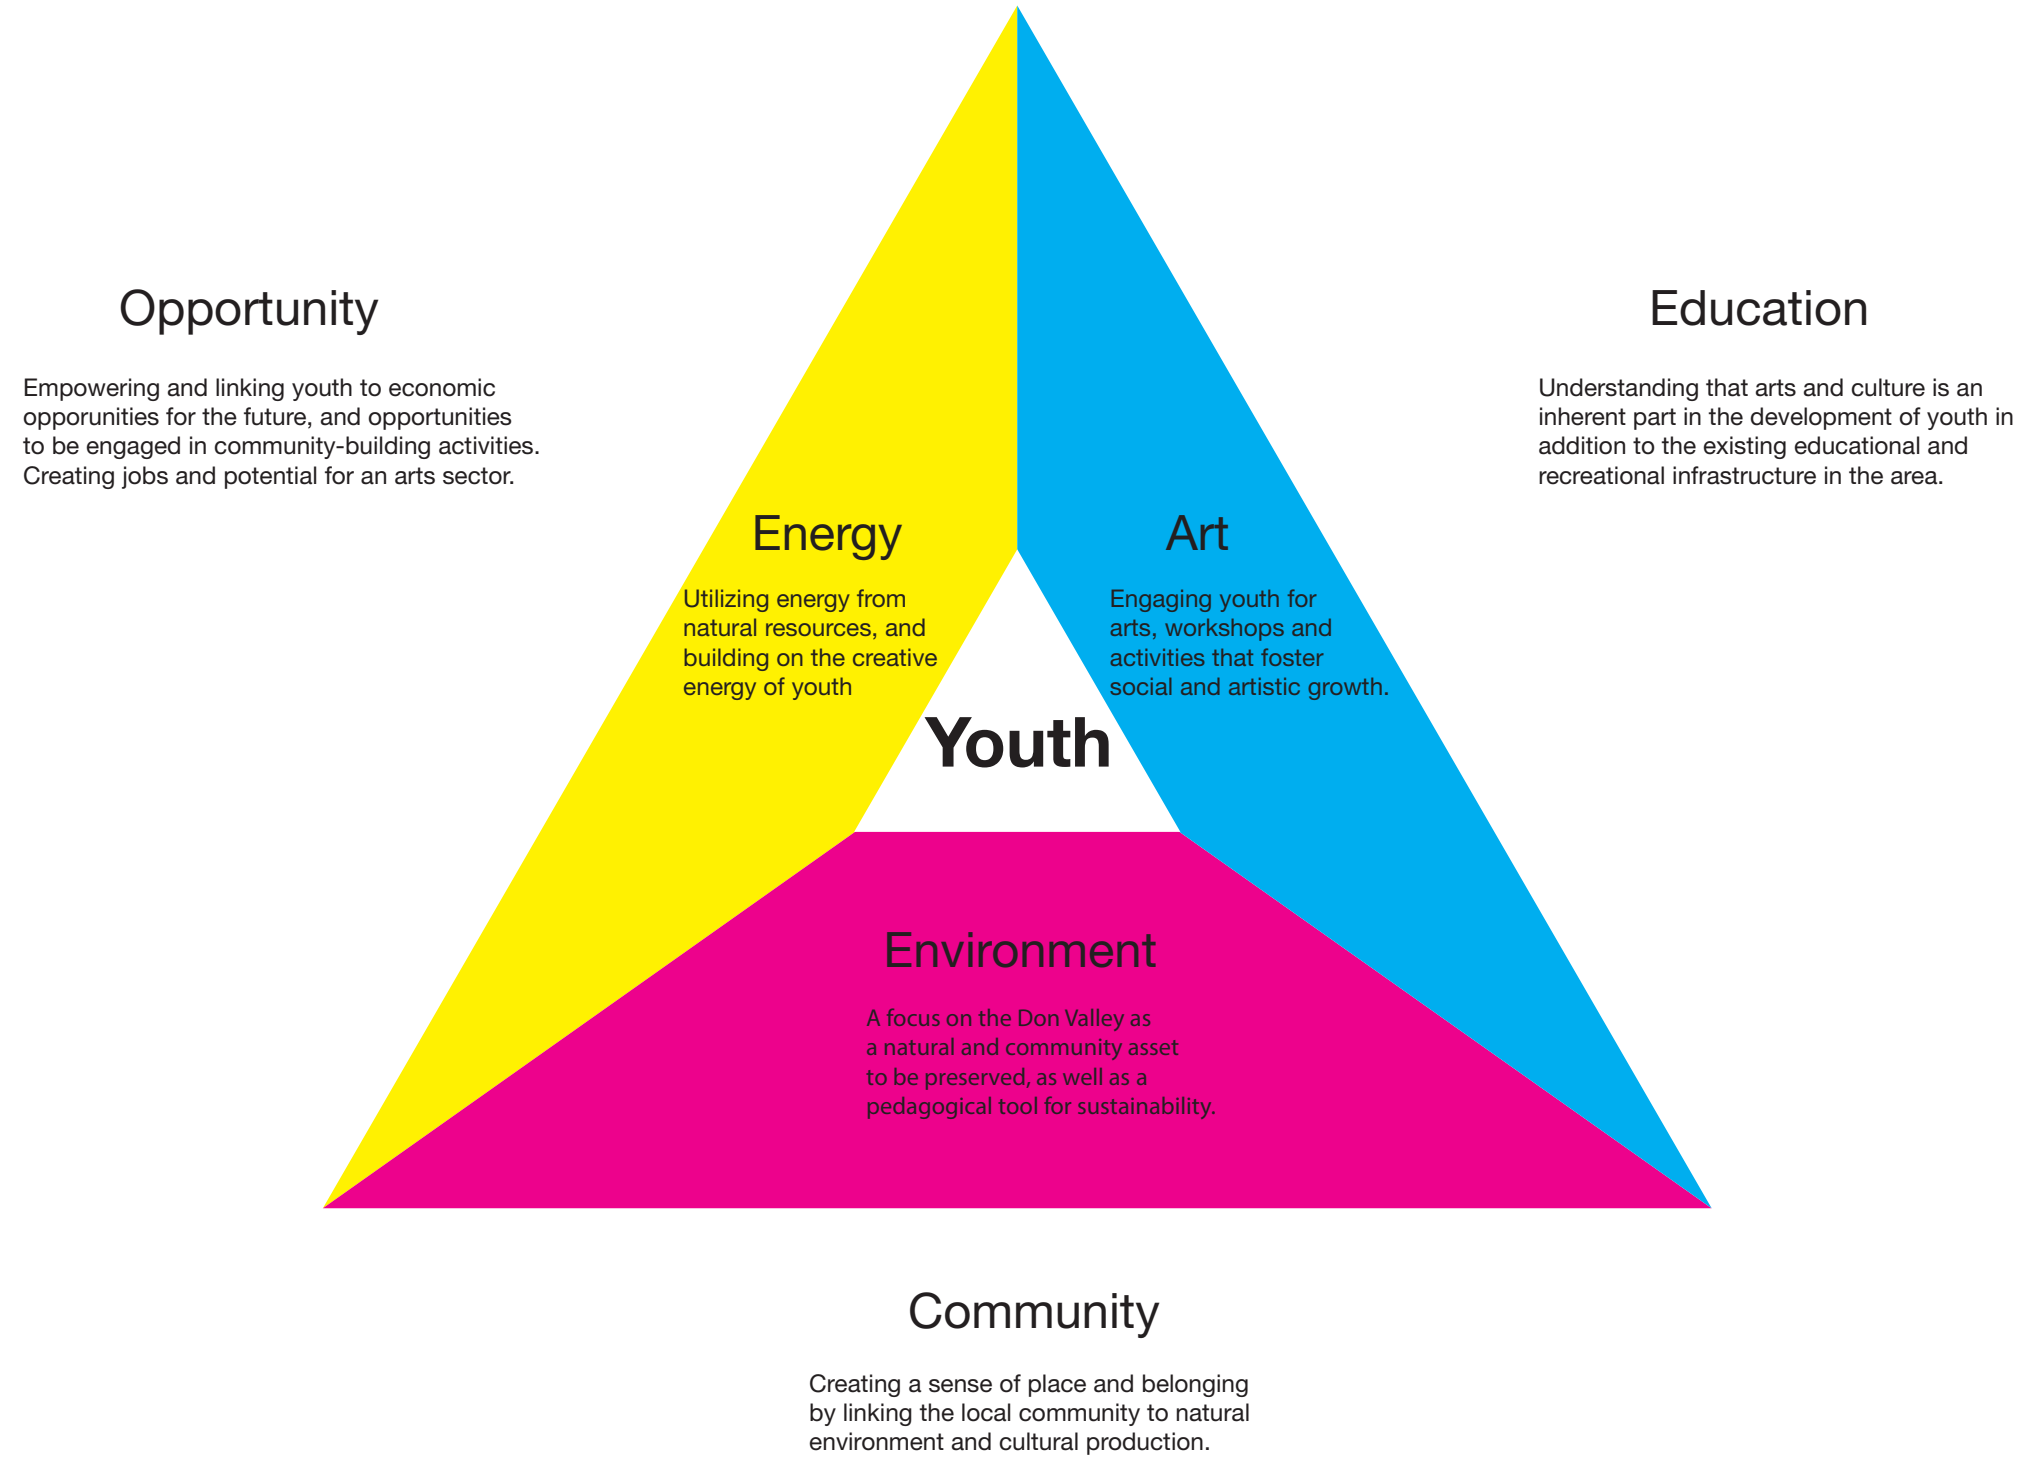 Opportunity
Empowering and linking youth to economic
opporunities for the future, and opportunities
to be engaged in community-building activities.
Creating jobs and potential for an arts sector.
Education
Understanding that arts and culture is an
inherent part in the development of youth in
addition to the existing educational and
recreational infrastructure in the area.
Energy
Utilizing energy from
natural resources, and
building on the creative
energy of youth
Art
Engaging youth for
arts, workshops and
activities that foster
social and artistic growth.
Youth
Environment
A focus on the Don Valley as
a natural and community asset
to be preserved, as well as a
pedagogical tool for sustainability.
Community
Creating a sense of place and belonging
by linking the local community to natural
environment and cultural production.